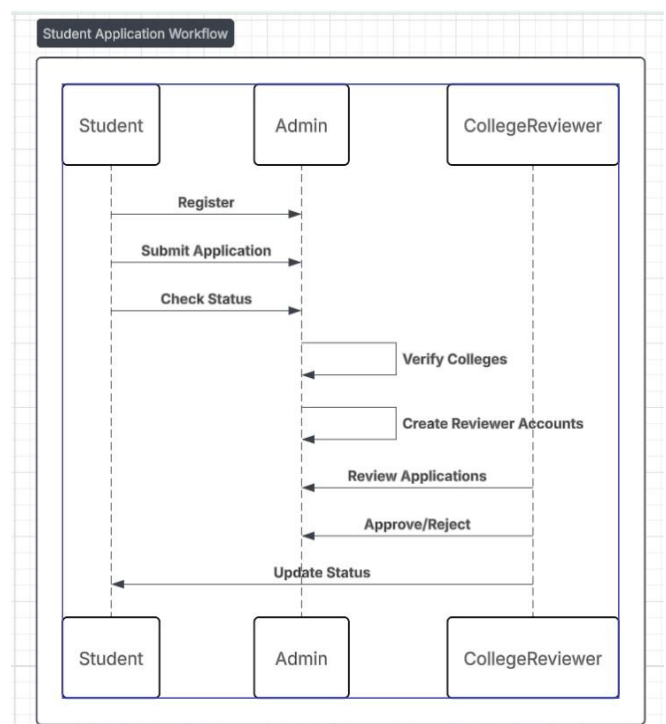 Student Application Workflow
Student
Admin
CollegeReviewer
Register
Submit Application
Check Status
Verify Colleges
Create Reviewer Accounts
Review Applications
Approve/Reject
Update Status
Student
Admin
CollegeReviewer